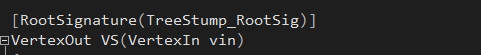 [RootSignature(TreeStump_RootSig)]
VertexOut VS(VertexIn vin)